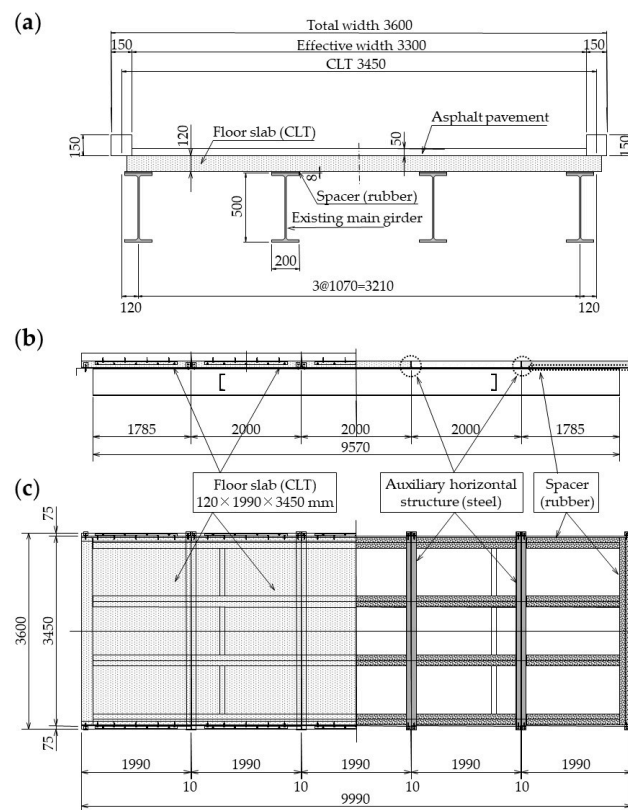 (a)
Total width 3600
150
Effective width 3300
150
CLT 3450
Asphalt pavement
Floor slab (CLT)
120
50
150
150
8
Spacer (rubber)
500
Existing main girder
200
3@1070=3210
120
120
(b)
1785
2000
2000
2000
1785
9570
(c)
Floor slab (CLT)
120×1990×3450 mm
Auxiliary horizontal
structure (steel)
Spacer
(rubber)
75
3600
3450
75
1990
1990
1990
1990
1990
10
10
10
10
9990